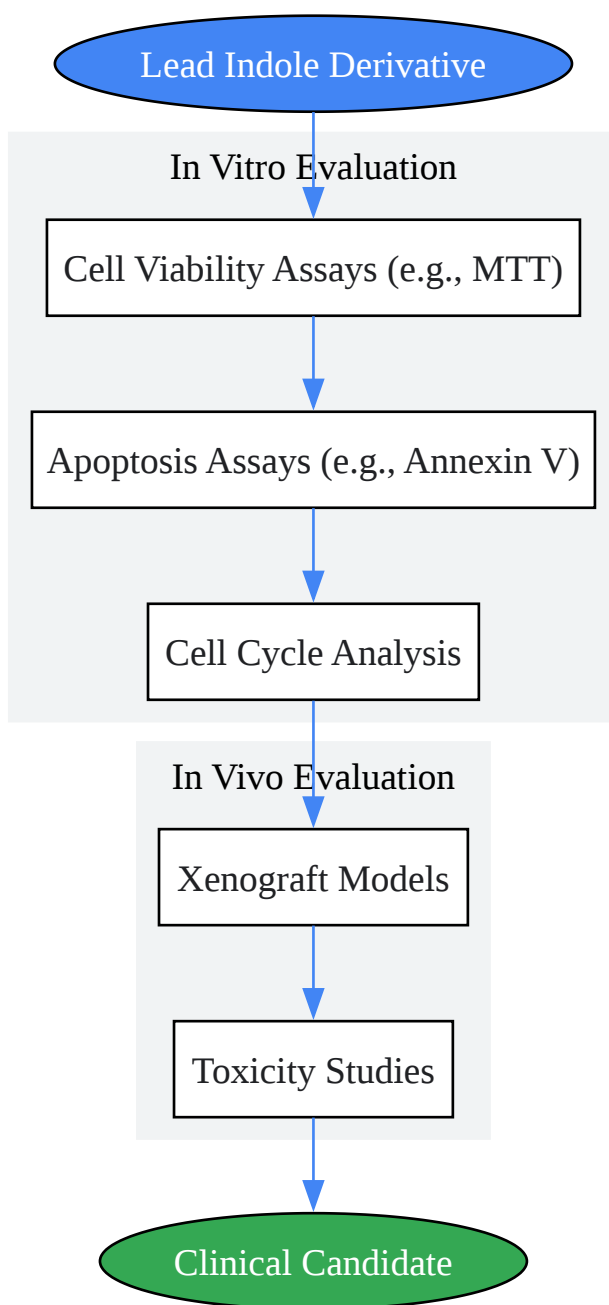 Lead Indole Derivative
In Vitro Evaluation
Cell Viability Assays (e.g., MTT)
Apoptosis Assays (e.g., Annexin V)
Cell Cycle Analysis
In Vivo Evaluation
Xenograft Models
Toxicity Studies
Clinical Candidate